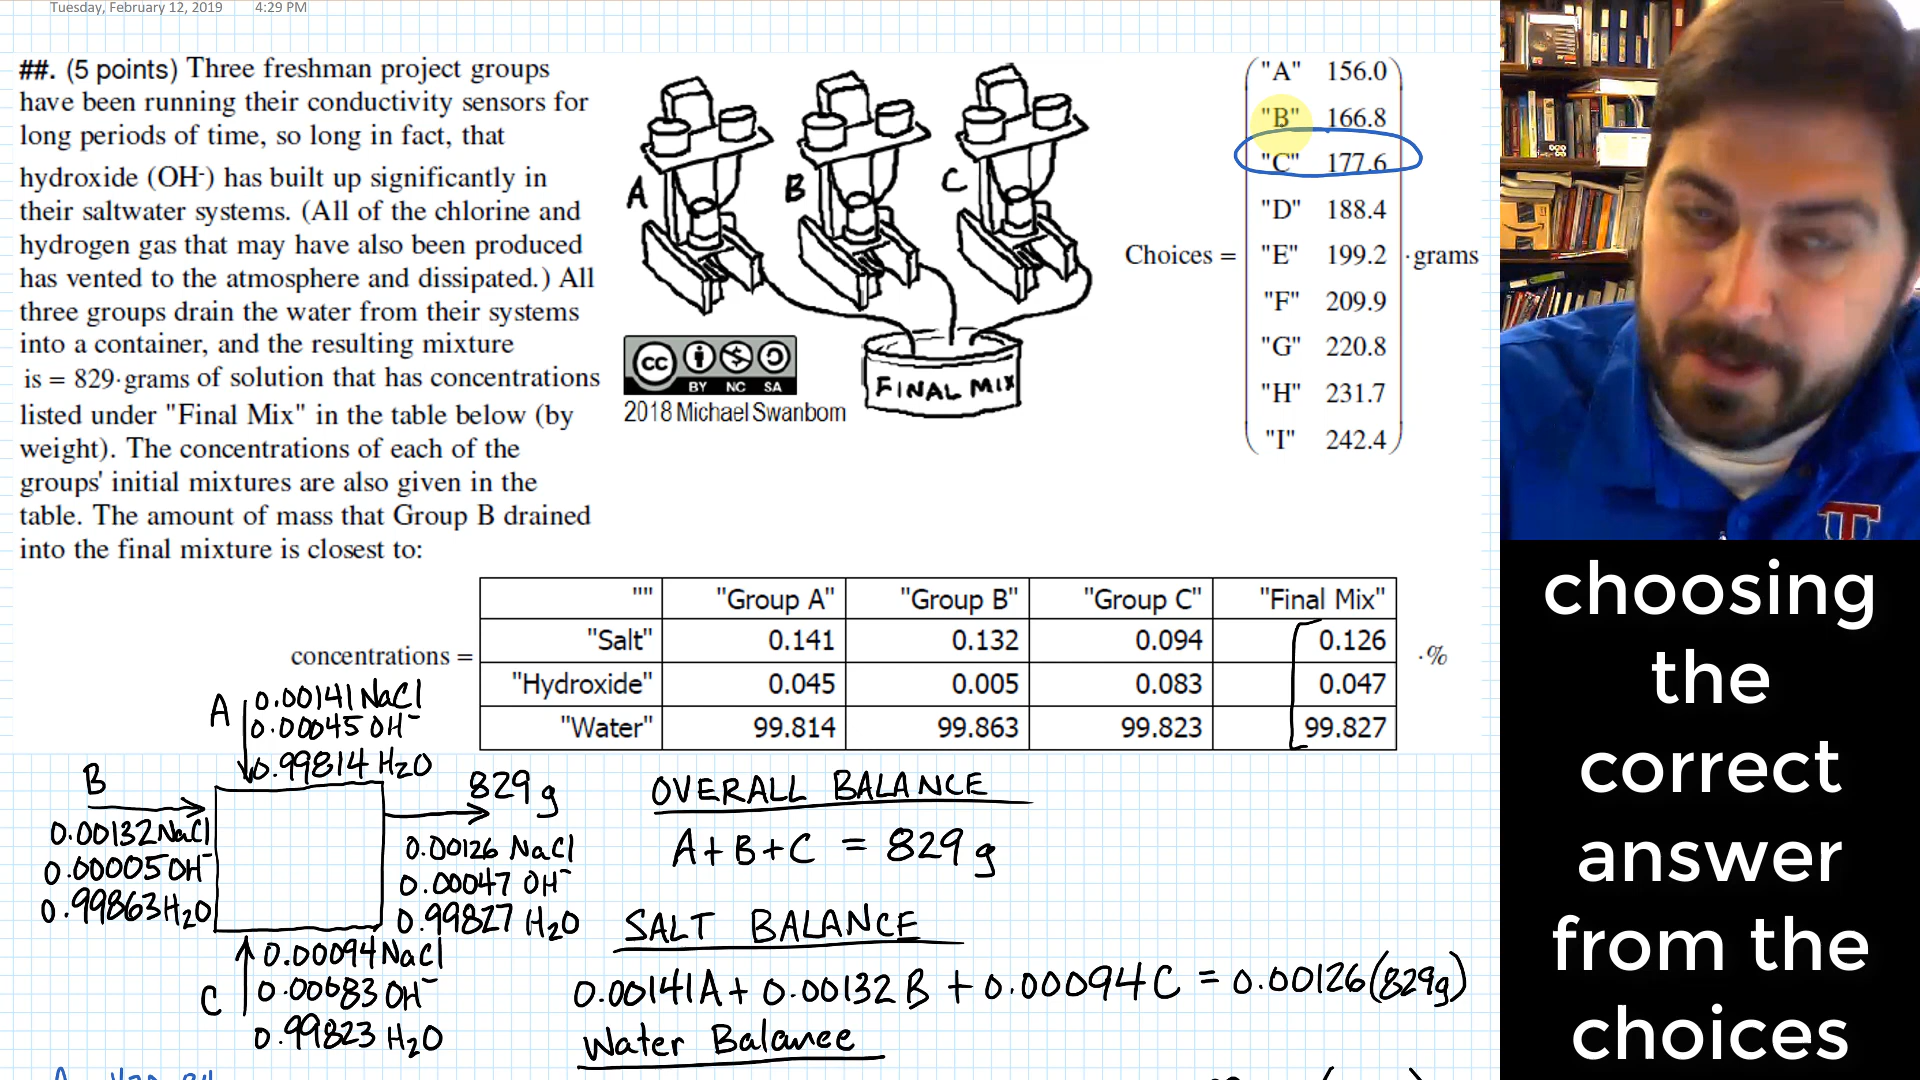 Tuesday, February 12, 2019 4:29 PM
##. (5 points) Three freshman project groups
have been running their conductivity sensors for
long periods of time, so long in fact, that
hydroxide (OH-) has built up significantly in
their saltwater systems. (All of the chlorine and
hydrogen gas that may have also been produced
has vented to the atmosphere and dissipated.) All
three groups drain the water from their systems
into a container, and the resulting mixture
is = 829·grams of solution that has concentrations
listed under "Final Mix" in the table below (by
weight). The concentrations of each of the
groups' initial mixtures are also given in the
table. The amount of mass that Group B drained
into the final mixture is closest to:
A
B
C
FINAL MIX
cc
BY NC SA
2018 Michael Swanbom
Choices =
"A" 156.0
"B" 166.8
"C" 177.6
"D" 188.4
"E" 199.2
"F" 209.9
"G" 220.8
"H" 231.7
"I" 242.4
·grams
concentrations =
"" "Group A" "Group B" "Group C" "Final Mix"
"Salt" 0.141 0.132 0.094 0.126
"Hydroxide" 0.045 0.005 0.083 0.047
"Water" 99.814 99.863 99.823 99.827
·%
A
0.00141 NaCl
0.00045 OH-
0.99814 H2O
B
0.00132 NaCl
0.00005 OH-
0.99863 H2O
829 g
0.00126 NaCl
0.00047 OH-
0.99827 H2O
C
0.00094 NaCl
0.00083 OH-
0.99823 H2O
OVERALL BALANCE
A+B+C = 829 g
SALT BALANCE
0.00141A + 0.00132B + 0.00094C = 0.00126(829g)
Water Balance
T
choosing
the
correct
answer
from the
choices